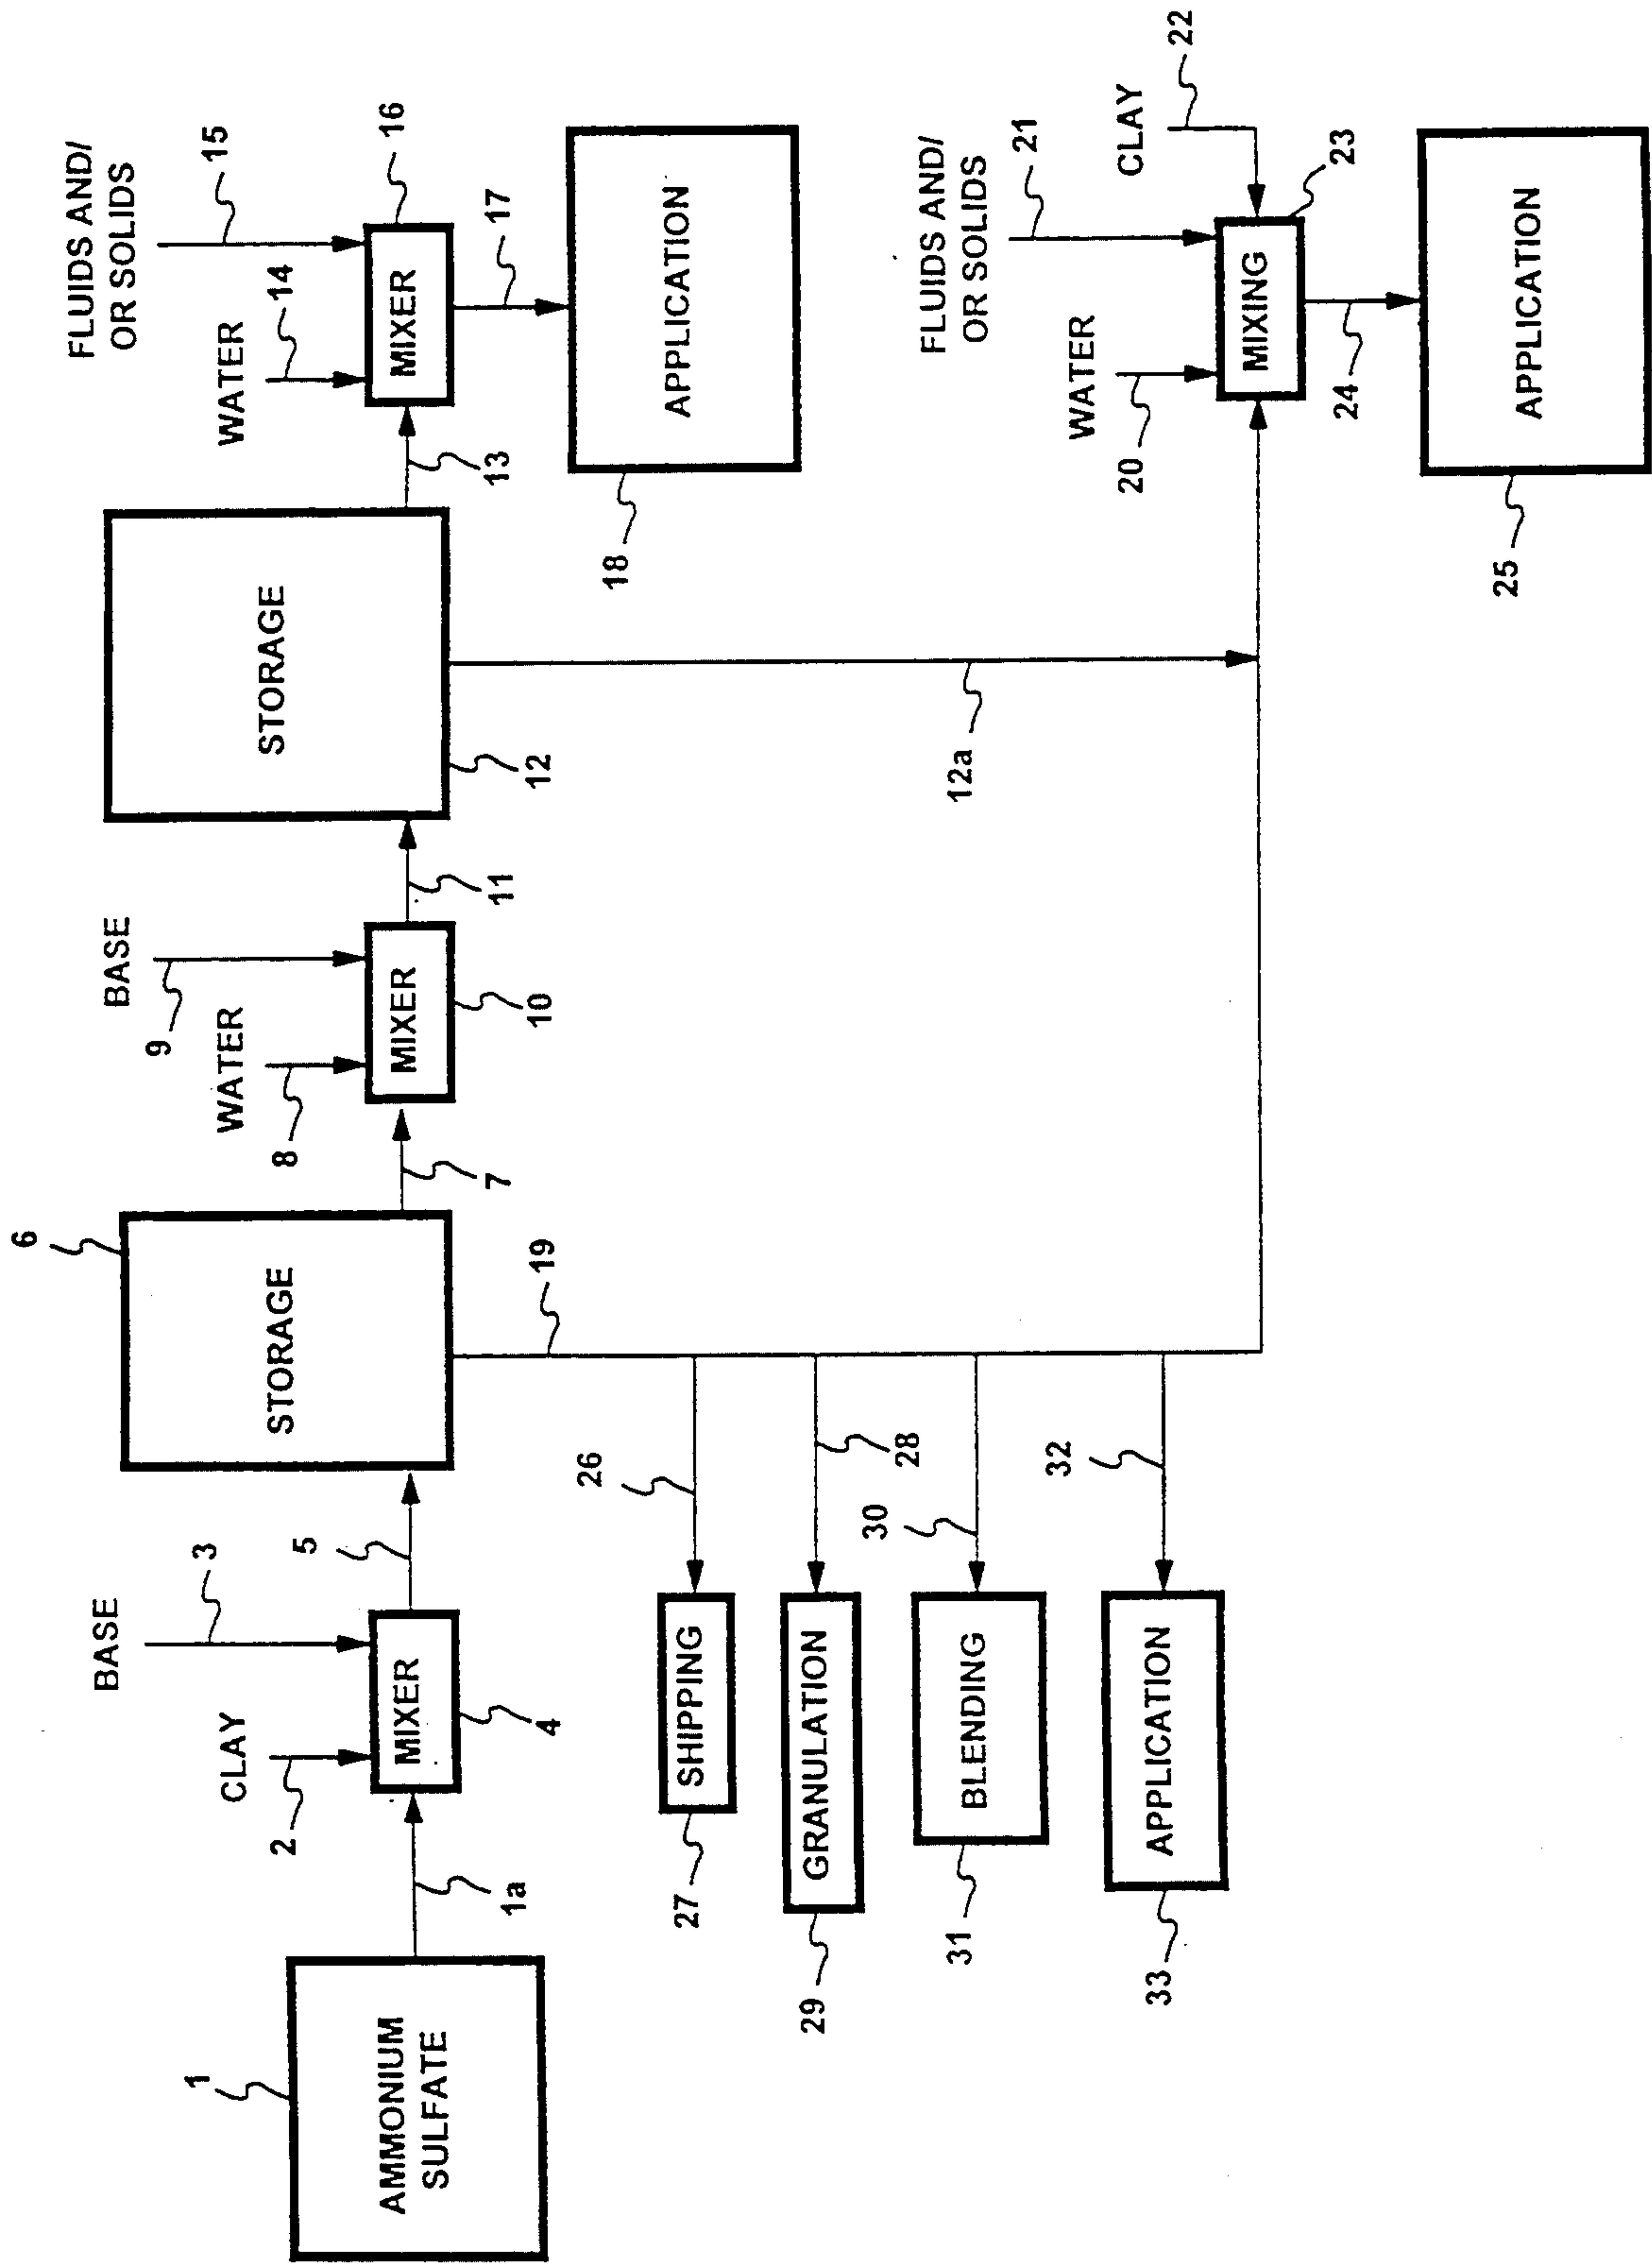 FLUIDS AND/
OR SOLIDS
15
WATER
14
16
MIXER
17
13
APPLICATION
18
STORAGE
12
12a
BASE
9
WATER
8
MIXER
10
11
7
6
STORAGE
19
BASE
3
CLAY
2
MIXER
4
5
1a
1
AMMONIUM
SULFATE
26
SHIPPING
27
28
GRANULATION
29
30
BLENDING
31
32
APPLICATION
33
FLUIDS AND/
OR SOLIDS
21
CLAY
22
WATER
20
MIXING
23
24
APPLICATION
25